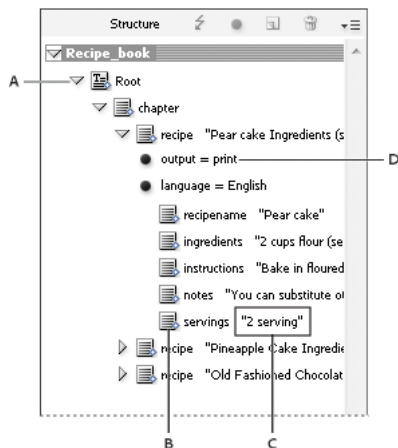 Structure
Recipe_book
A
Root
chapter
recipe "Pear cake Ingredients (s
output = print
D
language = English
recipename "Pear cake"
ingredients "2 cups flour (se
instructions "Bake in floured
notes "You can substitute o
servings "2 serving"
recipe "Pineapple Cake Ingredie
recipe "Old Fashioned Chocolat
B
C